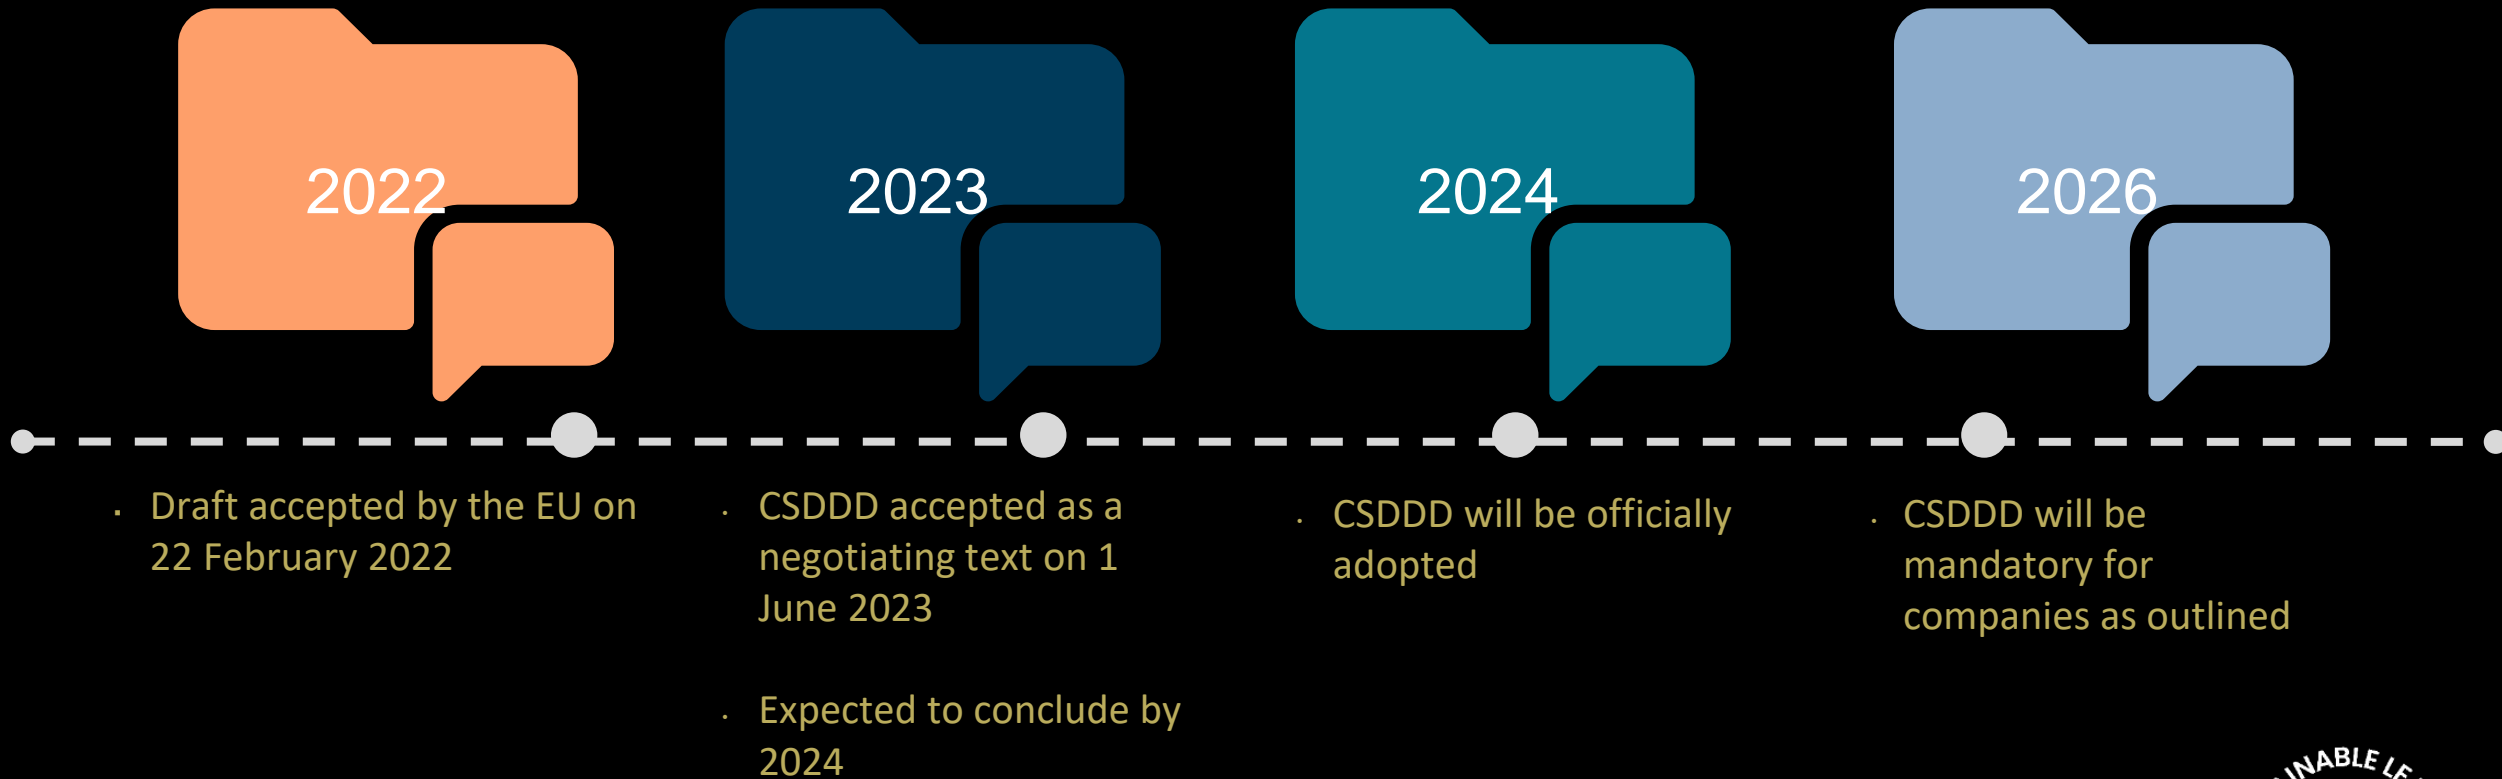 2022
2023
2024
2026
· Draft accepted by the EU on
22 February 2022
· CSDDD accepted as a
negotiating text on 1
June 2023
· Expected to conclude by
2024
· CSDDD will be officially
adopted
· CSDDD will be
mandatory for
companies as outlined